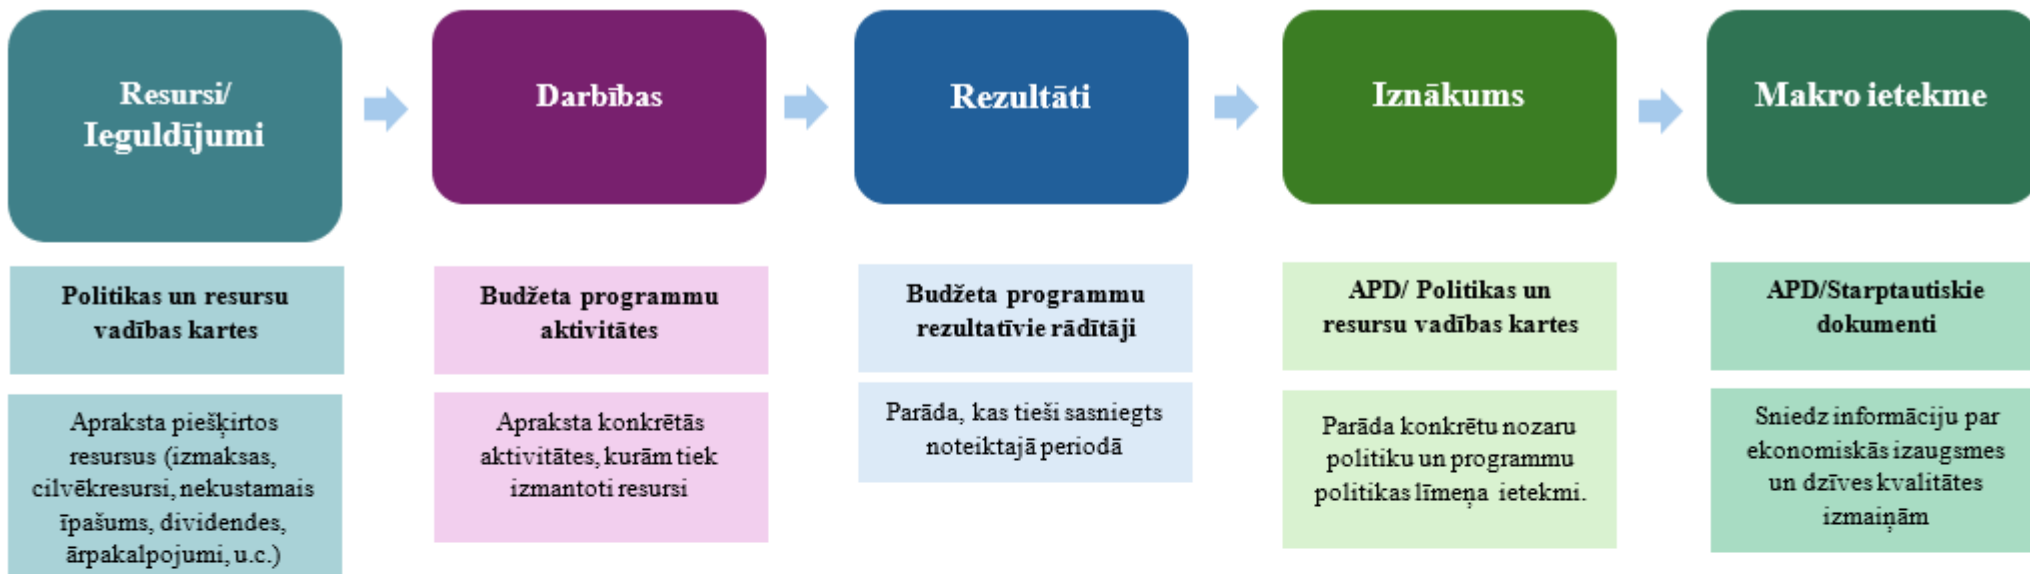 Resursi/
Ieguldījumi
Darbības
Rezultāti
Iznākums
Makro ietekme
Politikas un resursu
vadības kartes
Budžeta programmu
aktivitātes
Budžeta programmu
rezultatīvie rādītāji
APD/ Politikas un
resursu vadības kartes
APD/Starptautiskie
dokumenti
Apraksta piešķirtos
resursus (izmaksas,
cilvēkresursi, nekustamais
īpašums, dividendes,
ārpakalpojumi, u.c.)
Apraksta konkrētās
aktivitātes, kurām tiek
izmantoti resursi
Parāda, kas tieši sasniegts
noteiktajā periodā
Parāda konkrētu nozaru
politiku un programmu
politikas līmeņa ietekmi.
Sniedz informāciju par
ekonomiskās izaugsmes
un dzīves kvalitātes
izmaiņām